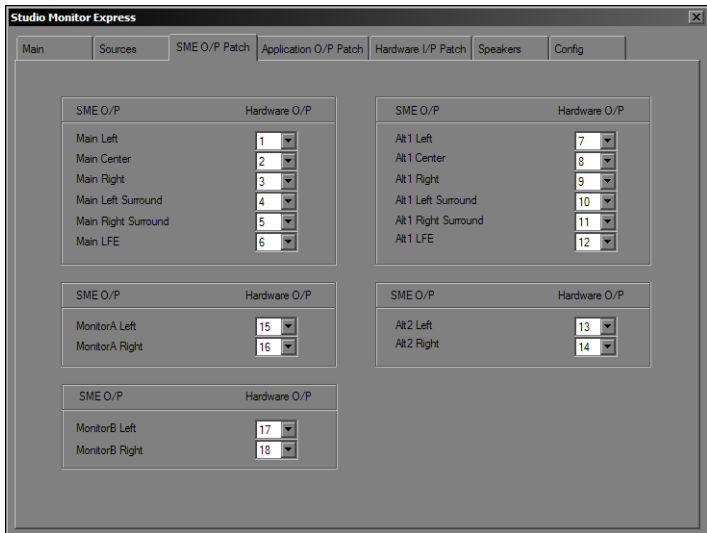 Studio Monitor Express
Main Sources SME O/P Patch Application O/P Patch Hardware I/P Patch Speakers Config
SME O/P Hardware O/P
Main Left 1
Main Center 2
Main Right 3
Main Left Surround 4
Main Right Surround 5
Main LFE 6
SME O/P Hardware O/P
Alt1 Left 7
Alt1 Center 8
Alt1 Right 9
Alt1 Left Surround 10
Alt1 Right Surround 11
Alt1 LFE 12
SME O/P Hardware O/P
MonitorA Left 15
MonitorA Right 16
SME O/P Hardware O/P
Alt2 Left 13
Alt2 Right 14
SME O/P Hardware O/P
MonitorB Left 17
MonitorB Right 18